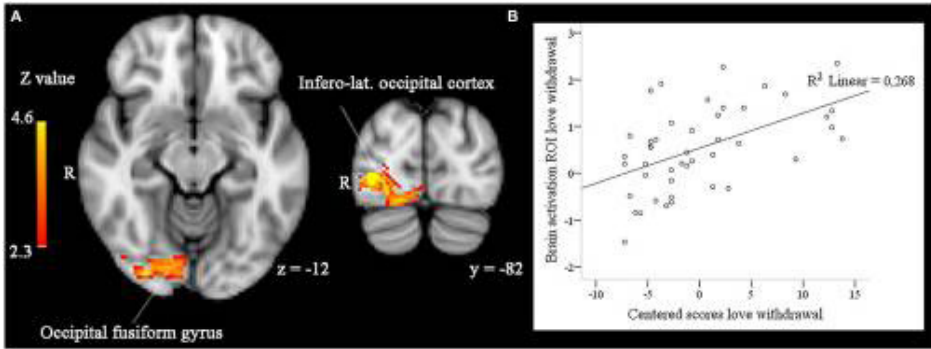 A
Z value
4.6
R
2.3
Infero-lat. occipital cortex
R
z = -12
y = -82
Occipital fusiform gyrus
B
3
2
1
0
-1
-2
R² Linear = 0,268
Brain activation ROI love withdrawal
-10
-5
0
5
10
15
Centered scores love withdrawal